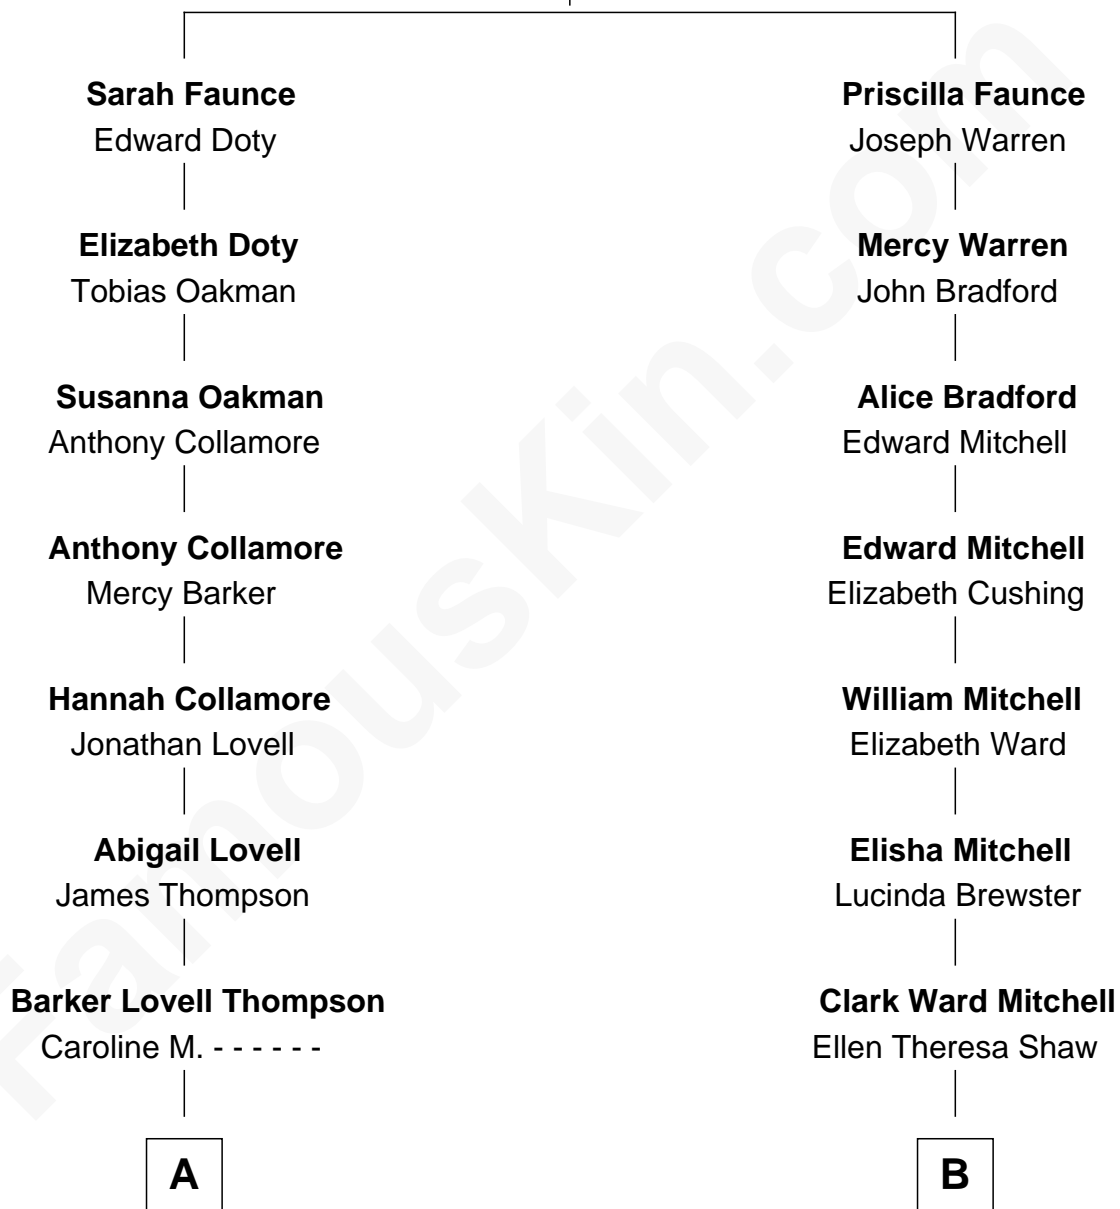 Sarah Faunce
Edward Doty
Elizabeth Doty
Tobias Oakman
Susanna Oakman
Anthony Collamore
Anthony Collamore
Mercy Barker
Hannah Collamore
Jonathan Lovell
Abigail Lovell
James Thompson
Barker Lovell Thompson
Caroline M. - - - - - -
A
Priscilla Faunce
Joseph Warren
Mercy Warren
John Bradford
Alice Bradford
Edward Mitchell
Edward Mitchell
Elizabeth Cushing
William Mitchell
Elizabeth Ward
Elisha Mitchell
Lucinda Brewster
Clark Ward Mitchell
Ellen Theresa Shaw
B
FamousKin.com